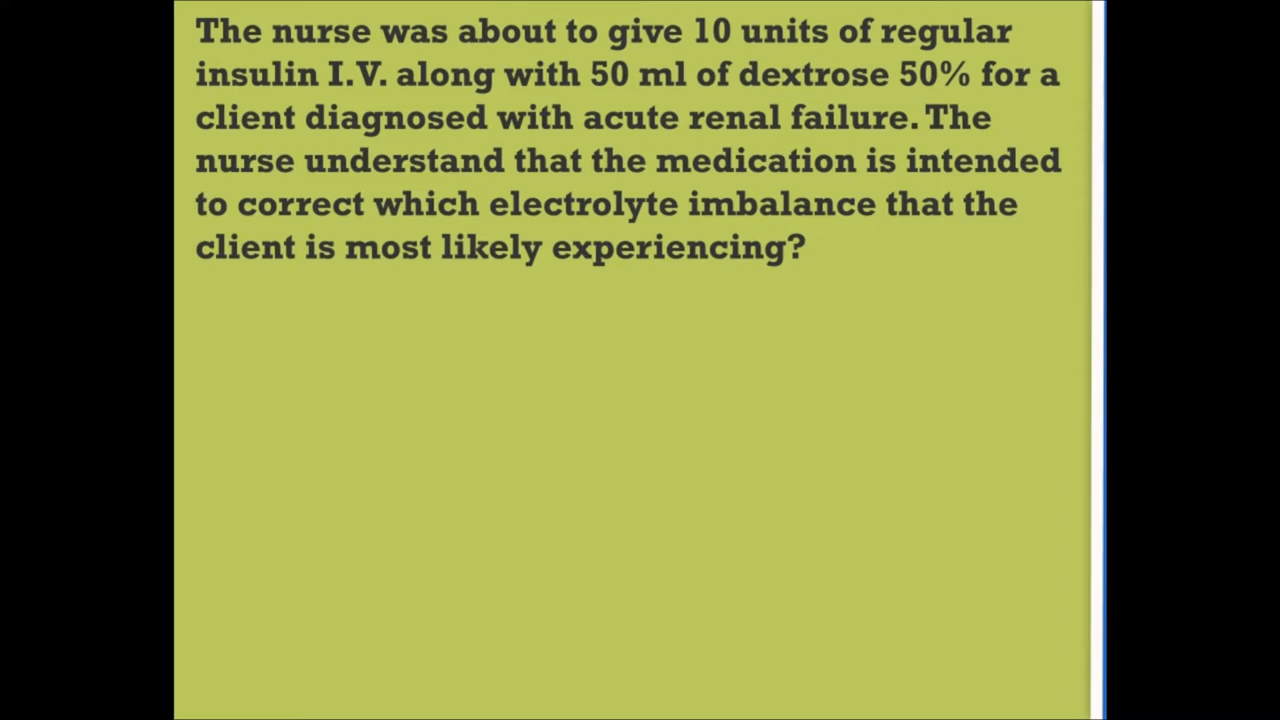 The nurse was about to give 10 units of regular
insulin I.V. along with 50 ml of dextrose 50% for a
client diagnosed with acute renal failure. The
nurse understand that the medication is intended
to correct which electrolyte imbalance that the
client is most likely experiencing?